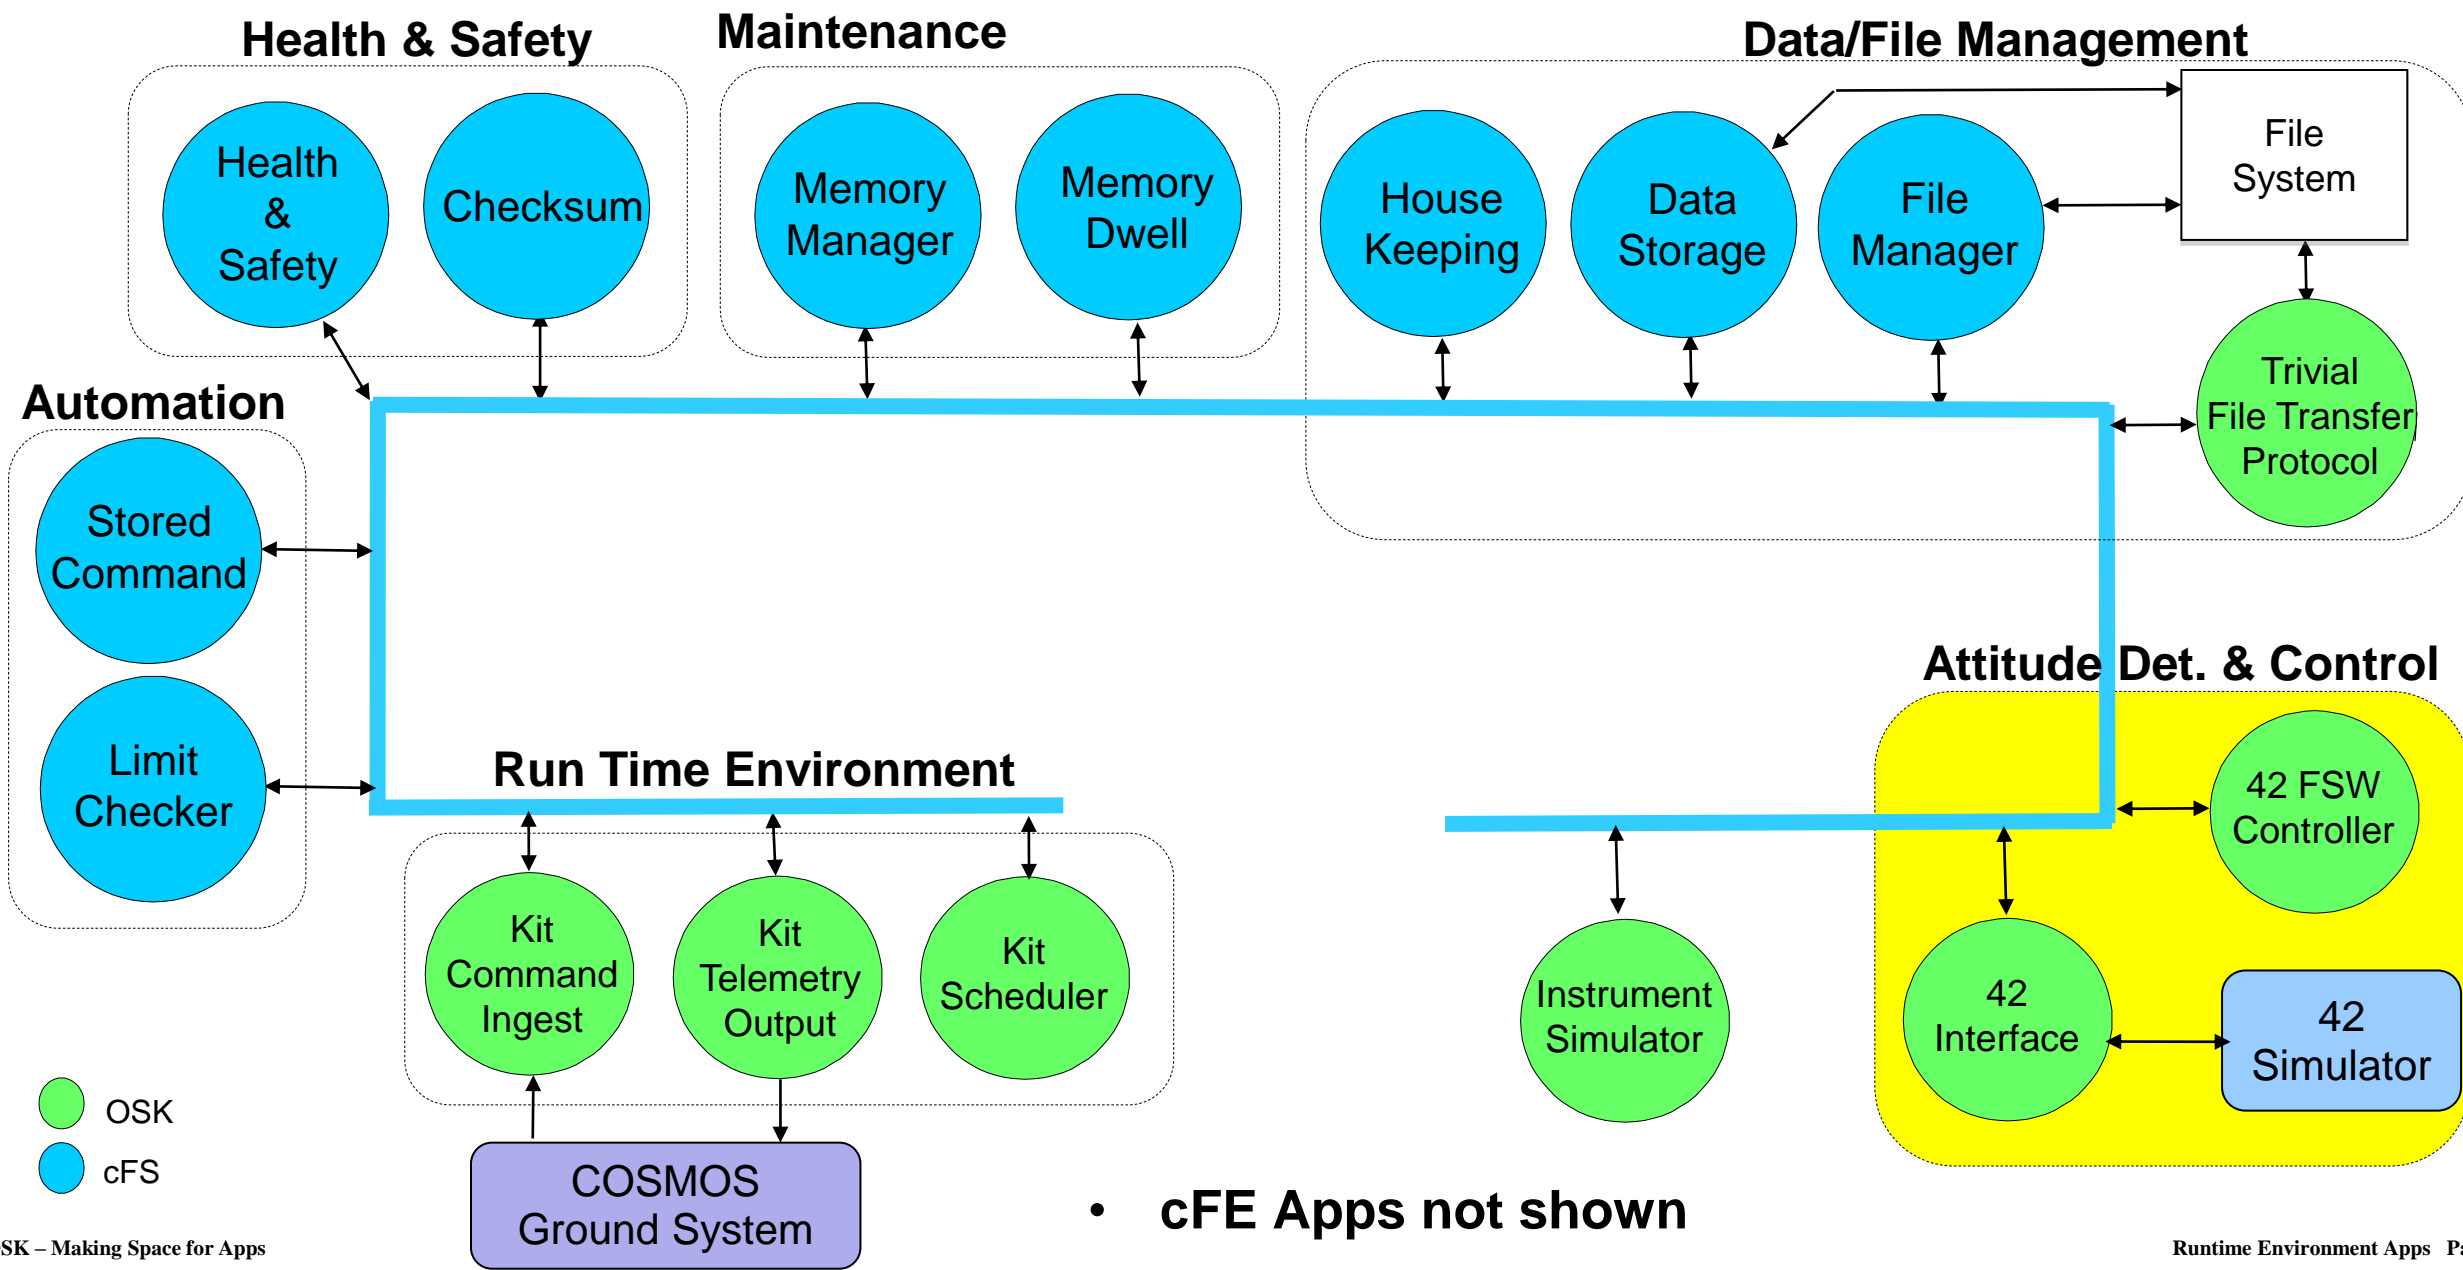 Health & Safety
Maintenance
Data/File Management
Health
&
Safety
Checksum
Memory
Manager
Memory
Dwell
House
Keeping
Data
Storage
File
Manager
File
System
Trivial
File Transfer
Protocol
Automation
Stored
Command
Limit
Checker
Run Time Environment
Kit
Command
Ingest
Kit
Telemetry
Output
Kit
Scheduler
Attitude Det. & Control
42 FSW
Controller
Instrument
Simulator
42
Interface
42
Simulator
OSK
cFS
COSMOS
Ground System
• cFE Apps not shown
SK – Making Space for Apps
Runtime Environment Apps